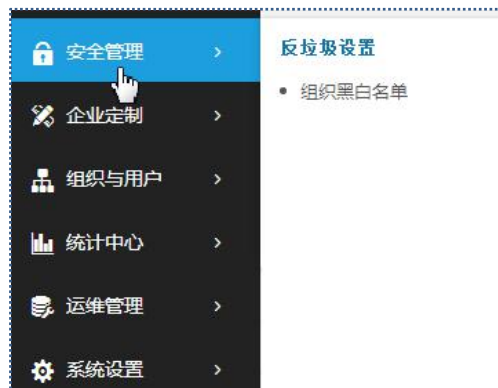 安全管理
企业定制
组织与用户
统计中心
运维管理
系统设置
反垃圾设置
组织黑白名单